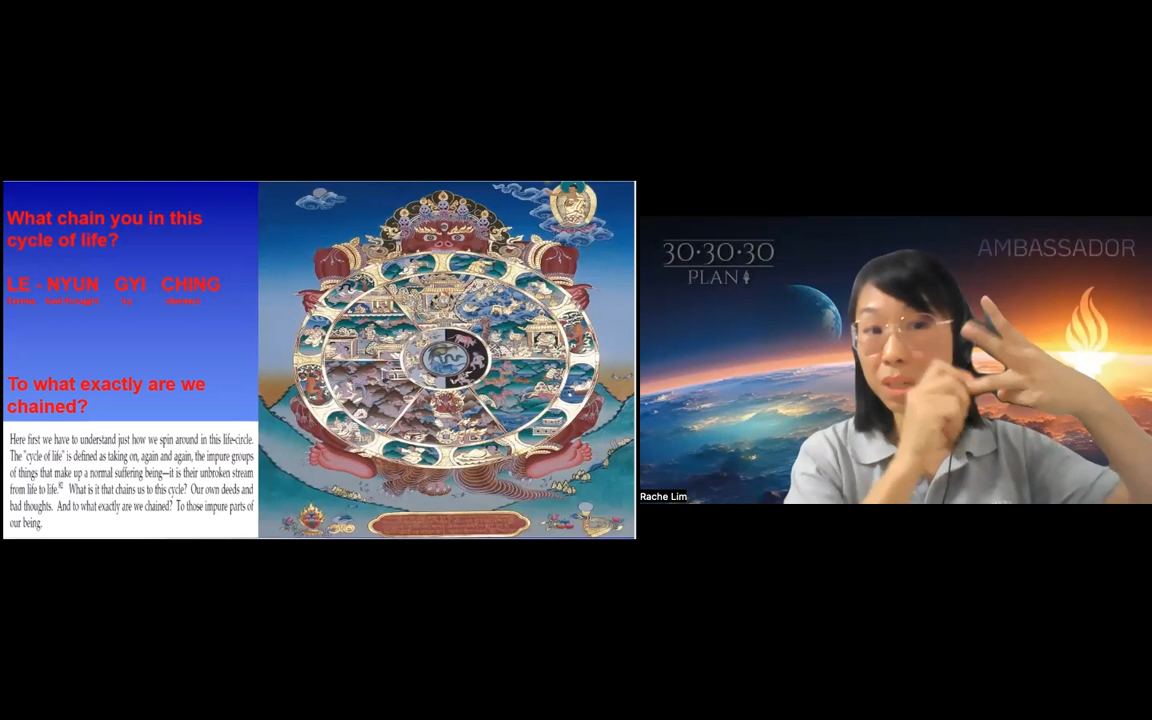 What chain you in this
cycle of life?
LE - NYUN GYI CHING
Karma bad thought by
To what exactly are we
chained?
Here first we have to understand just how we spin around in this life-circle.
The "cycle of life" is defined as taking on, again and again, the impure groups
of things that make up a normal suffering being—it is their unbroken stream
from life to life.82 What is it that chains us to this cycle? Our own deeds and
bad thoughts. And to what exactly are we chained? To those impure parts of
our being.
30·30·30
PLAN
AMBASSADOR
Rache Lim